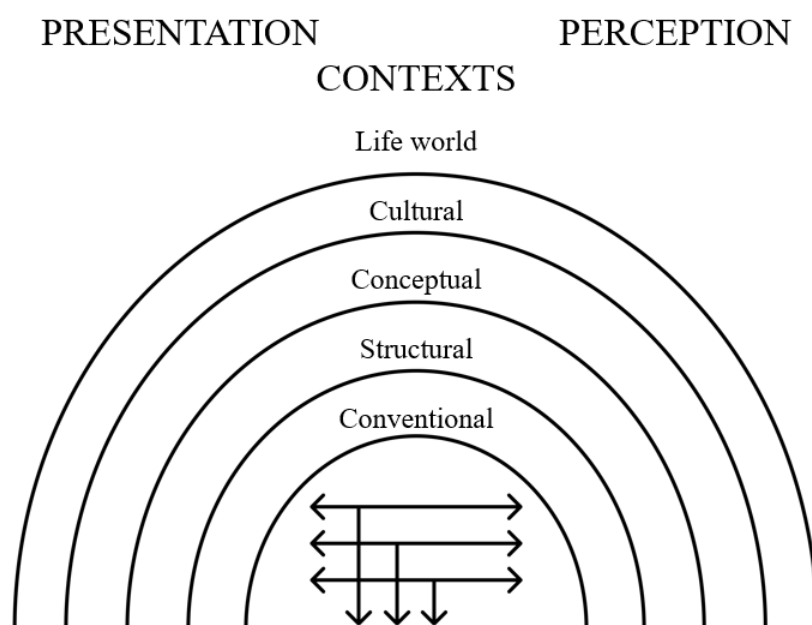 PRESENTATION PERCEPTION
CONTEXTS
Life world
Cultural
Conceptual
Structural
Conventional